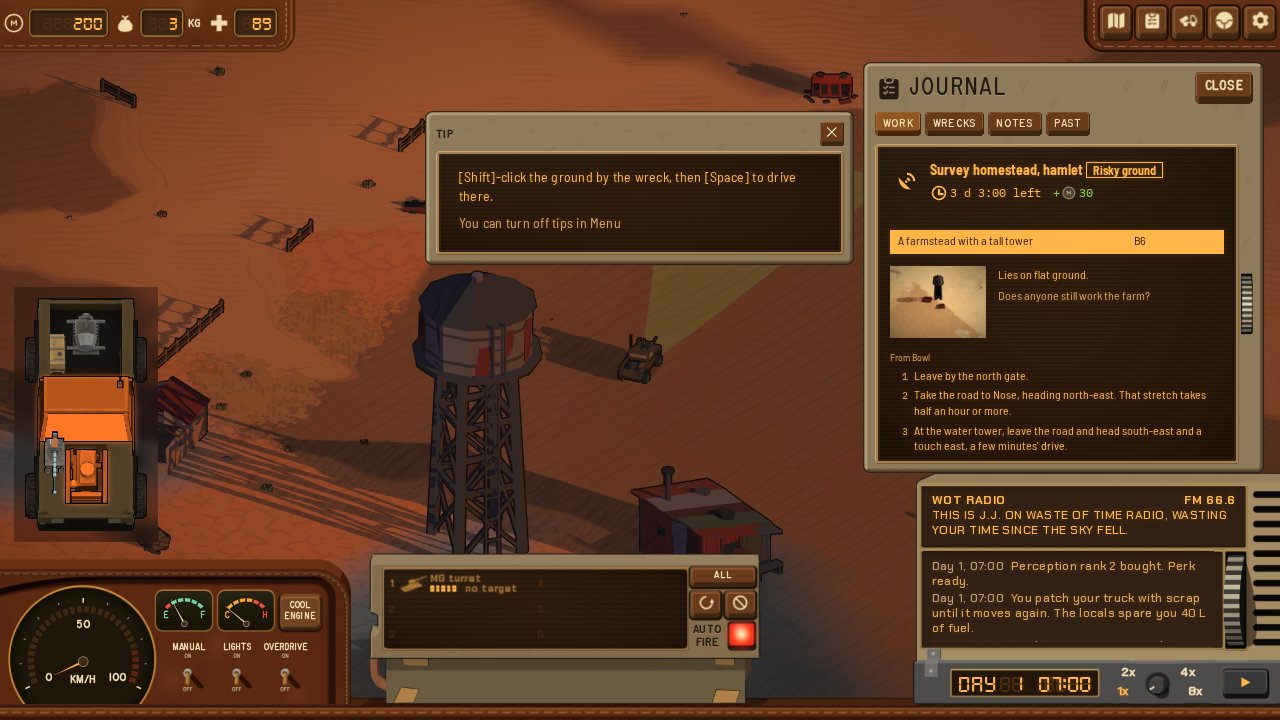 M 200 3 KG 89
JOURNAL
CLOSE
WORK WRECKS NOTES PAST
Survey homestead, hamlet Risky ground
3 d 3:00 left + M 30
A farmstead with a tall tower B6
Lies on flat ground.
Does anyone still work the farm?
From Bowl
1 Leave by the north gate.
2 Take the road to Nose, heading north-east. That stretch takes
half an hour or more.
3 At the water tower, leave the road and head south-east and a
touch east, a few minutes' drive.
TIP
[Shift]-click the ground by the wreck, then [Space] to drive
there.
You can turn off tips in Menu
WOT RADIO FM 66.6
THIS IS J.J. ON WASTE OF TIME RADIO, WASTING
YOUR TIME SINCE THE SKY FELL.
Day 1, 07:00 Perception rank 2 bought. Perk
ready.
Day 1, 07:00 You patch your truck with scrap
until it moves again. The locals spare you 40 L
of fuel.
DAY 1 07:00
2x 4x
1x 8x
1 MG turret 4
no target
2 5
3 6
ALL
AUTO
FIRE
50
0 KM/H 100
E F
C H
COOL
ENGINE
MANUAL LIGHTS OVERDRIVE
ON ON ON
OFF OFF OFF